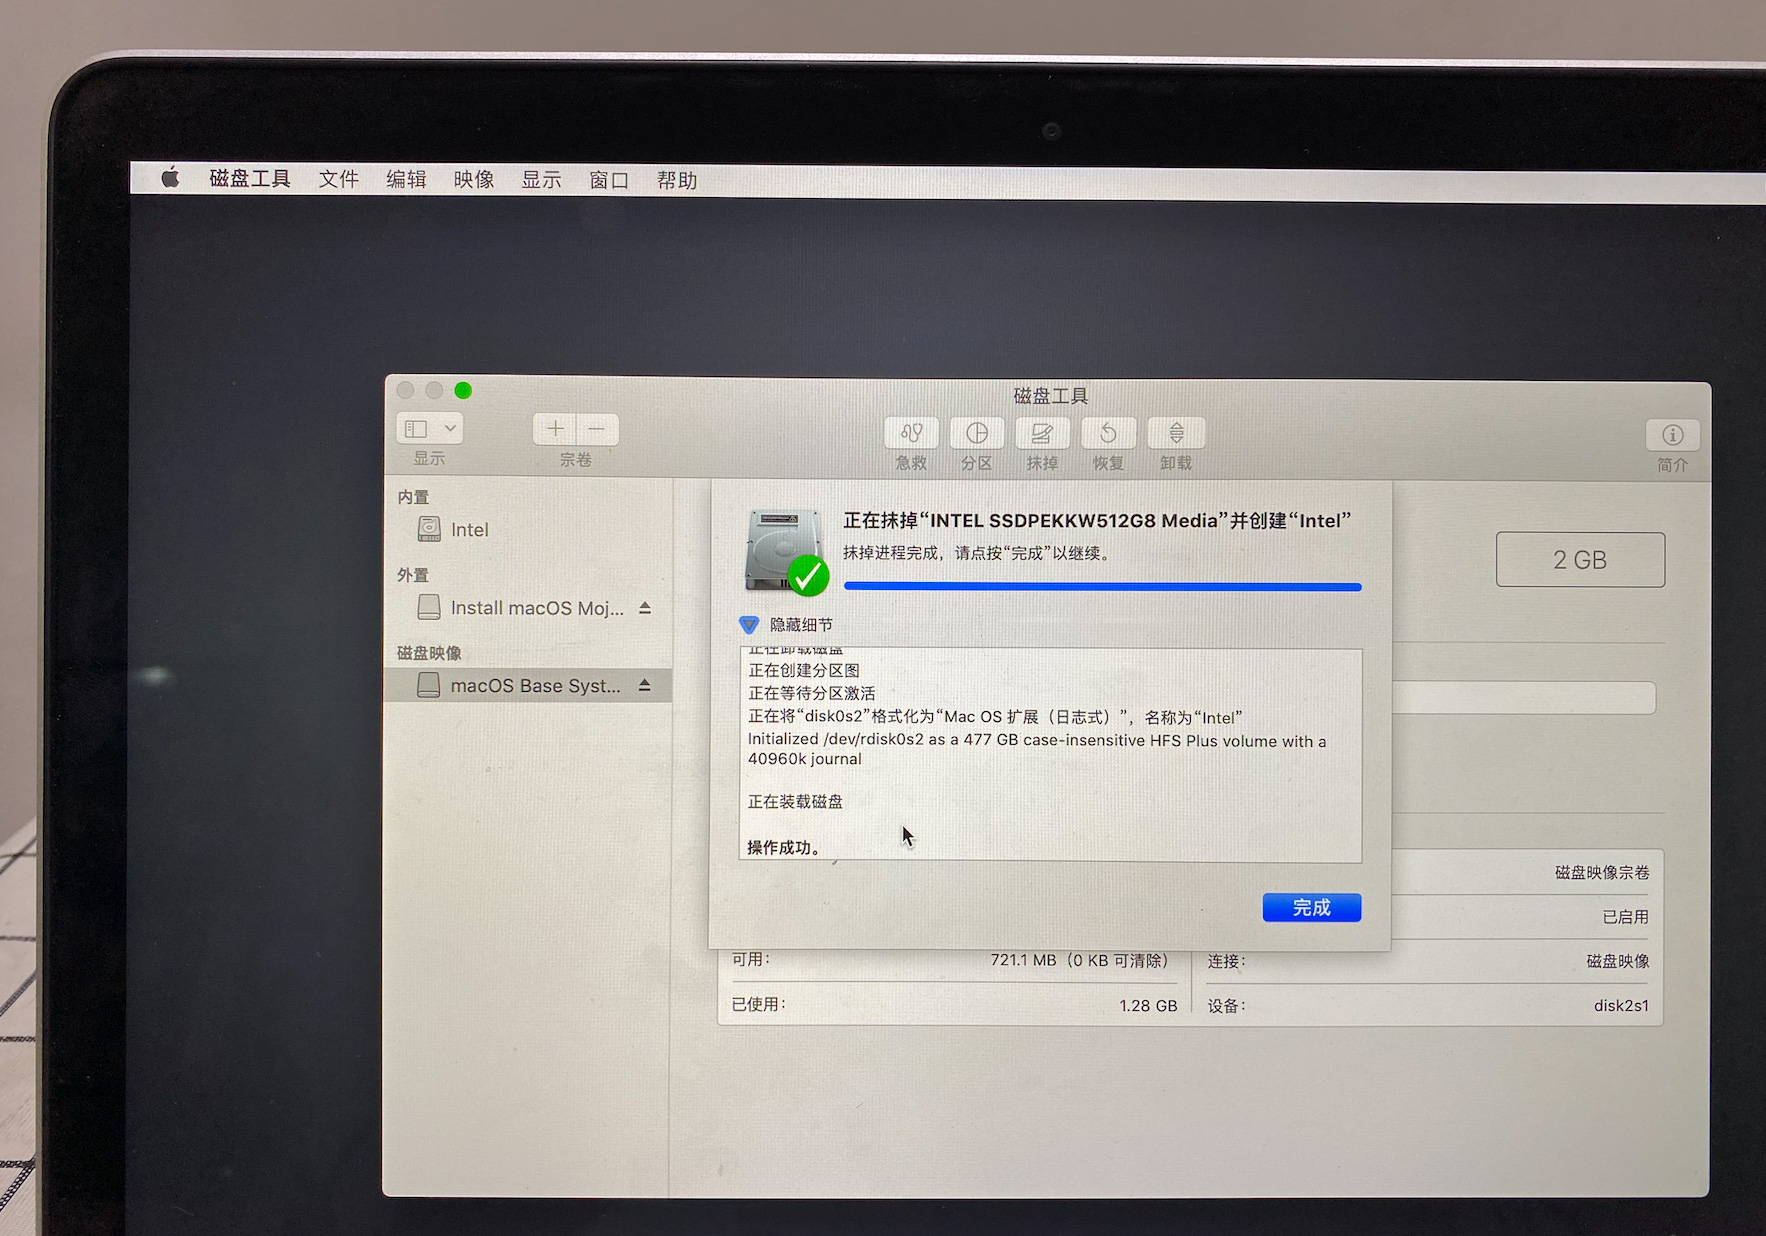 磁盘工具 文件 编辑 映像 显示 窗口 帮助
磁盘工具
显示
宗卷
急救
分区
抹掉
恢复
卸载
简介
内置
Intel
外置
Install macOS Moj...
磁盘映像
macOS Base Syst...
正在抹掉“INTEL SSDPEKKW512G8 Media”并创建“Intel”
抹掉进程完成，请点按“完成”以继续。
隐藏细节
正在卸载磁盘
正在创建分区图
正在等待分区激活
正在将“disk0s2”格式化为“Mac OS 扩展（日志式）”，名称为“Intel”
Initialized /dev/rdisk0s2 as a 477 GB case-insensitive HFS Plus volume with a
40960k journal
正在装载磁盘
操作成功。
完成
2 GB
磁盘映像宗卷
已启用
可用： 721.1 MB（0 KB 可清除）
连接： 磁盘映像
已使用： 1.28 GB
设备： disk2s1